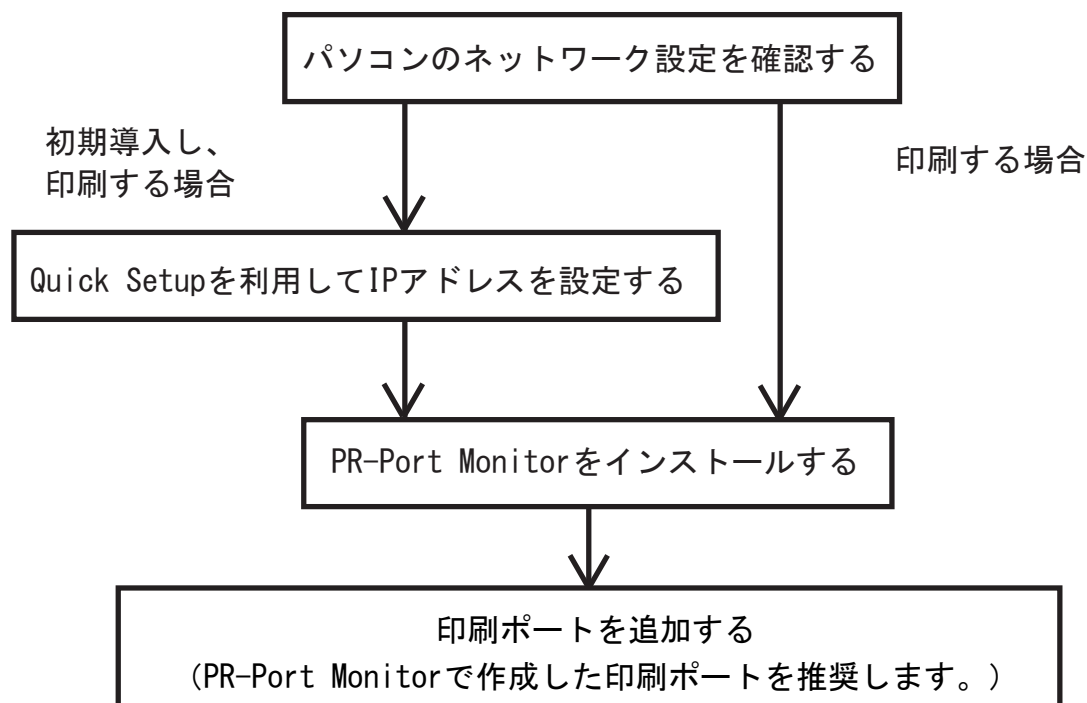 パソコンのネットワーク設定を確認する
初期導入し、
印刷する場合
印刷する場合
Quick Setupを利用してIPアドレスを設定する
PR-Port Monitorをインストールする
印刷ポートを追加する
（PR-Port Monitorで作成した印刷ポートを推奨します。）